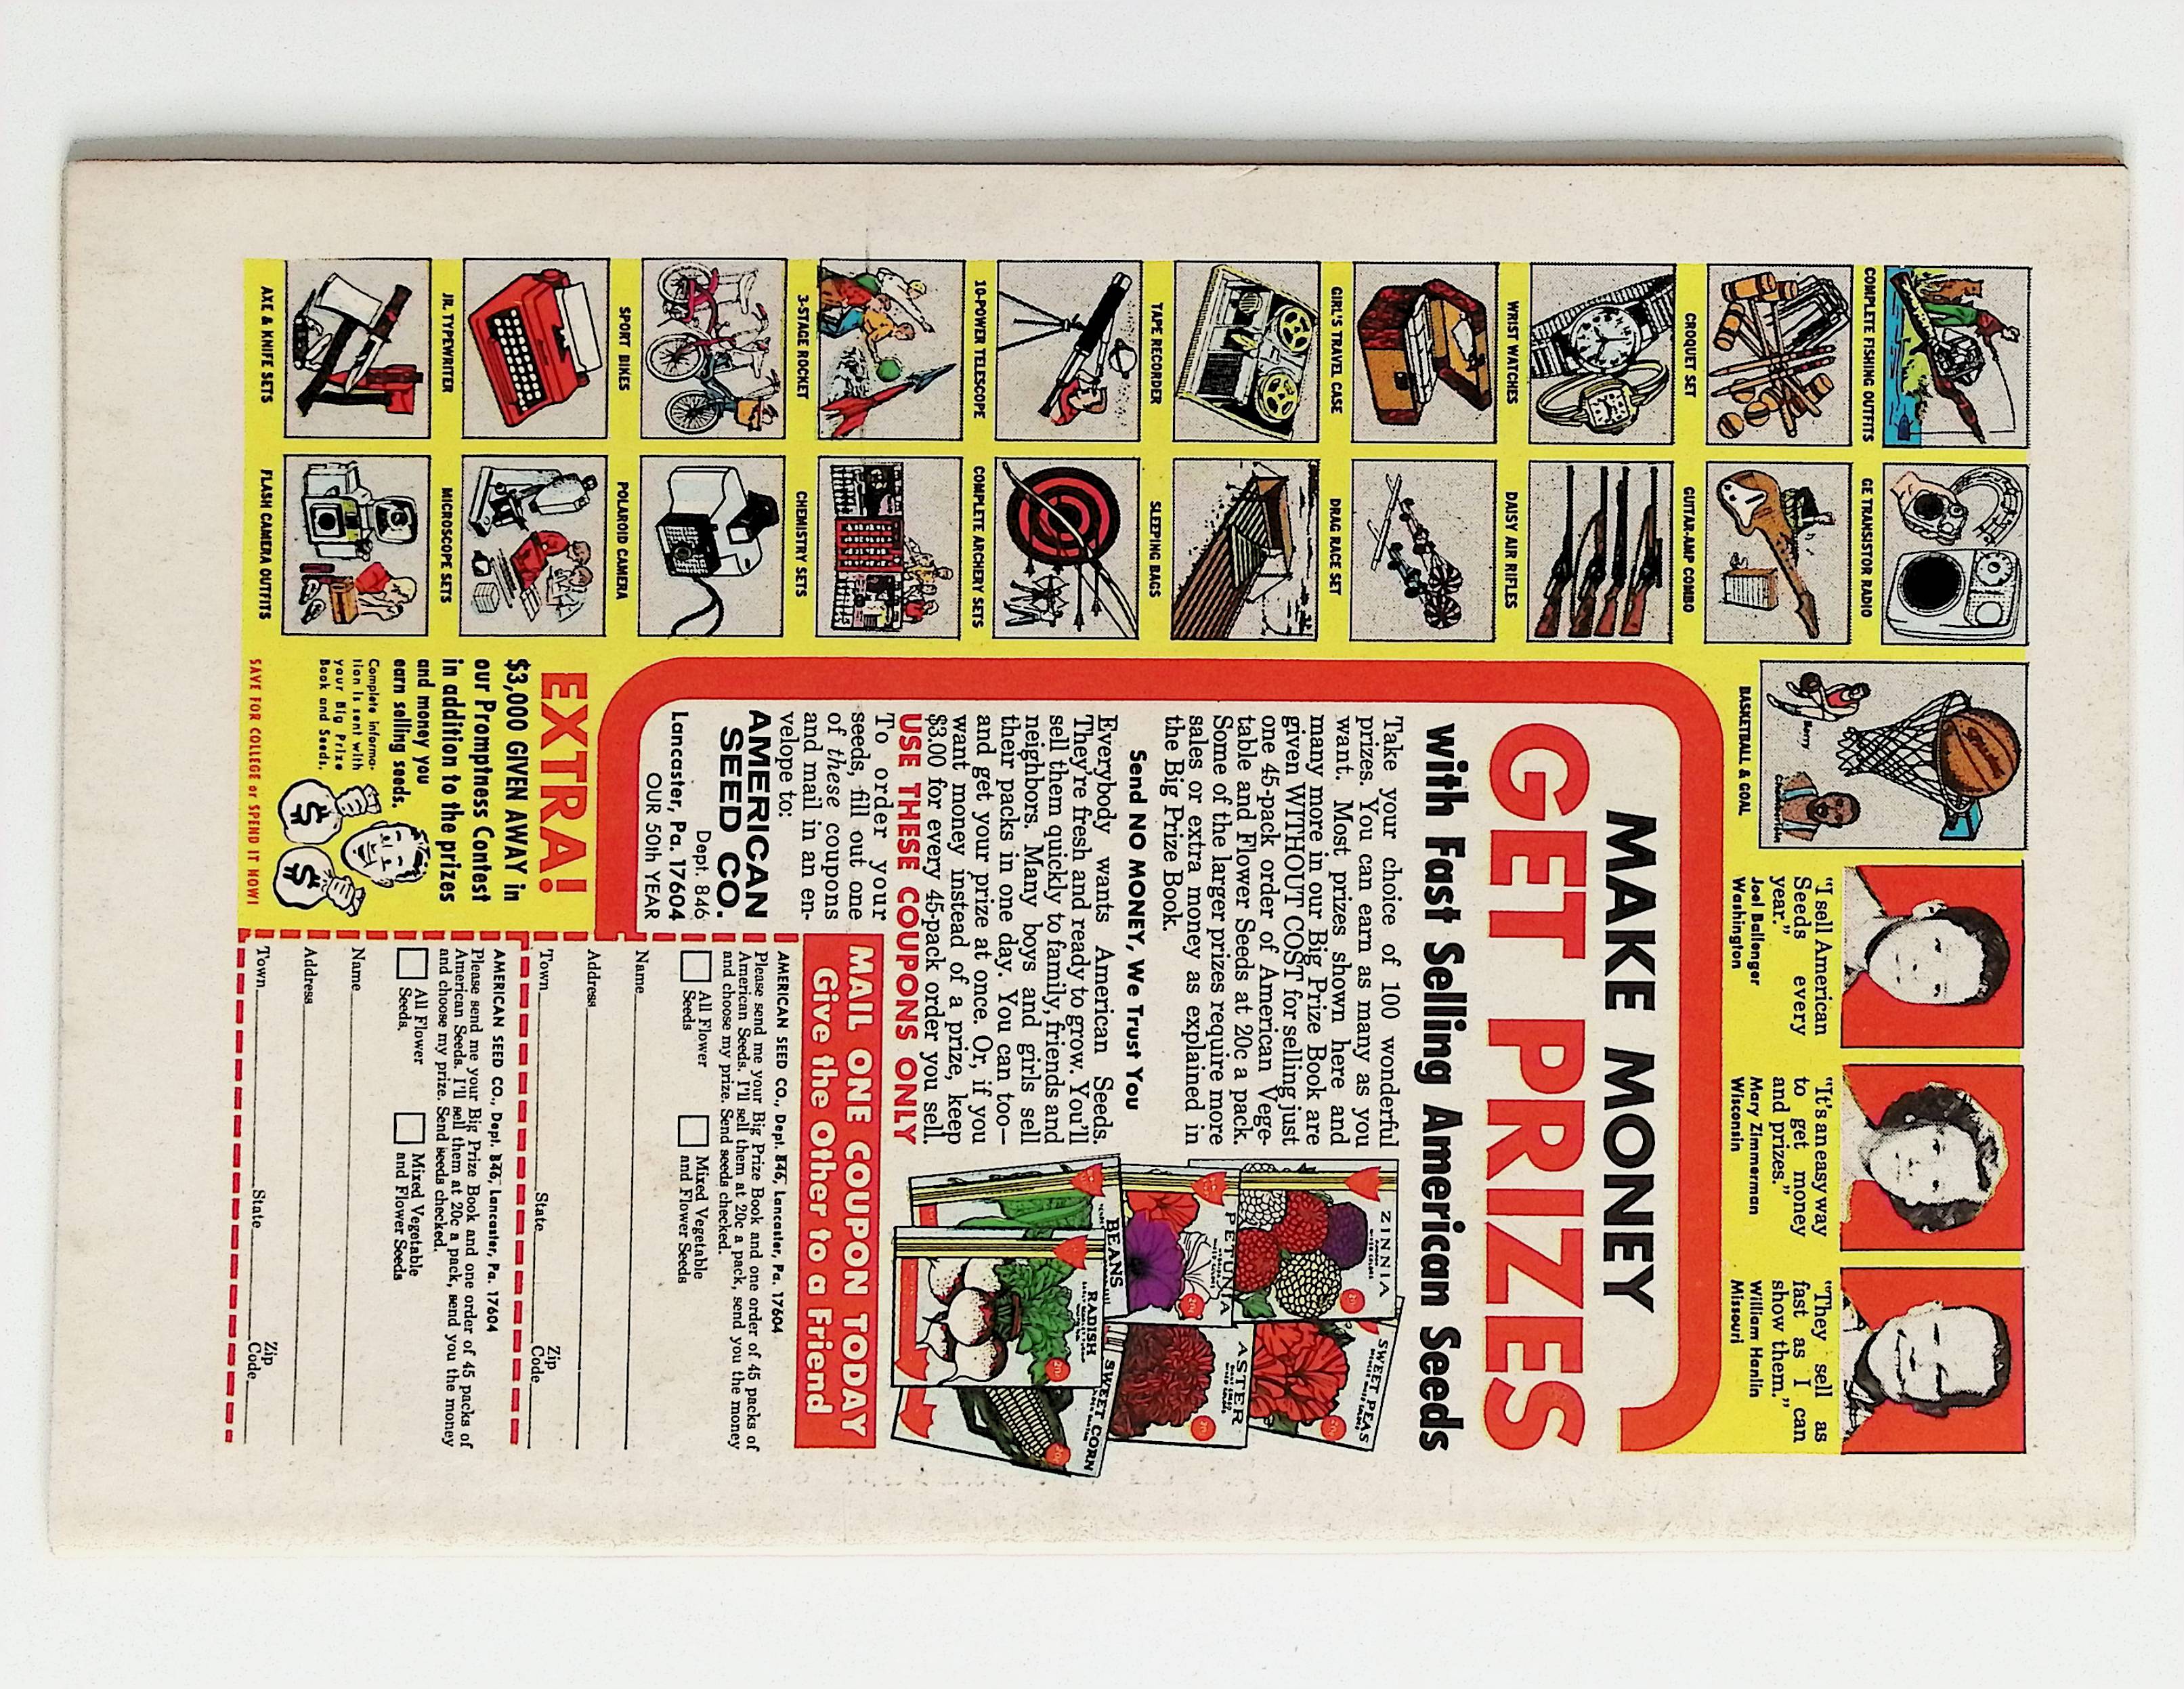 COMPLETE FISHING OUTFITS
GE TRANSISTOR RADIO
CROQUET SET
GUITAR-AMP COMBO
WRIST WATCHES
DAISY AIR RIFLES
GIRL'S TRAVEL CASE
DRAG RACE SET
TAPE RECORDER
SLEEPING BAGS
10-POWER TELESCOPE
COMPLETE ARCHERY SETS
3-STAGE ROCKET
CHEMISTRY SETS
SPORT BIKES
POLAROID CAMERA
JR. TYPEWRITER
MICROSCOPE SETS
AXE & KNIFE SETS
FLASH CAMERA OUTFITS
BASKETBALL & GOAL
"I sell American
Seeds every
year."
Joel Ballenger
Washington
"It's an easy way
to get money
and prizes."
Mary Zimmerman
Wisconsin
"They sell as
fast as I can
show them."
William Hanlin
Missouri
MAKE MONEY
GET PRIZES
with Fast Selling American Seeds
Take your choice of 100 wonderful
prizes. You can earn as many as you
want. Most prizes shown here and
many more in our Big Prize Book are
given WITHOUT COST for selling just
one 45-pack order of American Vege-
table and Flower Seeds at 20c a pack.
Some of the larger prizes require more
sales or extra money as explained in
the Big Prize Book.
Send NO MONEY, We Trust You
Everybody wants American Seeds.
They're fresh and ready to grow. You'll
sell them quickly to family, friends and
neighbors. Many boys and girls sell
their packs in one day. You can too—
and get your prize at once. Or, if you
want money instead of a prize, keep
$3.00 for every 45-pack order you sell.
USE THESE COUPONS ONLY
To order your
seeds, fill out one
of these coupons
and mail in an en-
velope to:
AMERICAN
SEED CO.
Dept. 846
Lancaster, Pa. 17604
OUR 50th YEAR
ZINNIA
SWEET PEAS
PETUNIA
ASTER
BEANS
RADISH
SWEET CORN
EXTRA!
$3,000 GIVEN AWAY in
our Promptness Contest
in addition to the prizes
and money you
earn selling seeds.
Complete informa-
tion is sent with
your Big Prize
Book and Seeds.
$
$
SAVE FOR COLLEGE or SPEND IT NOW!
MAIL ONE COUPON TODAY
Give the Other to a Friend
AMERICAN SEED CO., Dept. 846, Lancaster, Pa. 17604
Please send me your Big Prize Book and one order of 45 packs of
American Seeds. I'll sell them at 20c a pack, send you the money
and choose my prize. Send seeds checked.
All Flower
Seeds
Mixed Vegetable
and Flower Seeds
Name
Address
Town State Zip
Code
AMERICAN SEED CO., Dept. 846, Lancaster, Pa. 17604
Please send me your Big Prize Book and one order of 45 packs of
American Seeds. I'll sell them at 20c a pack, send you the money
and choose my prize. Send seeds checked.
All Flower
Seeds.
Mixed Vegetable
and Flower Seeds
Name
Address
Town State Zip
Code